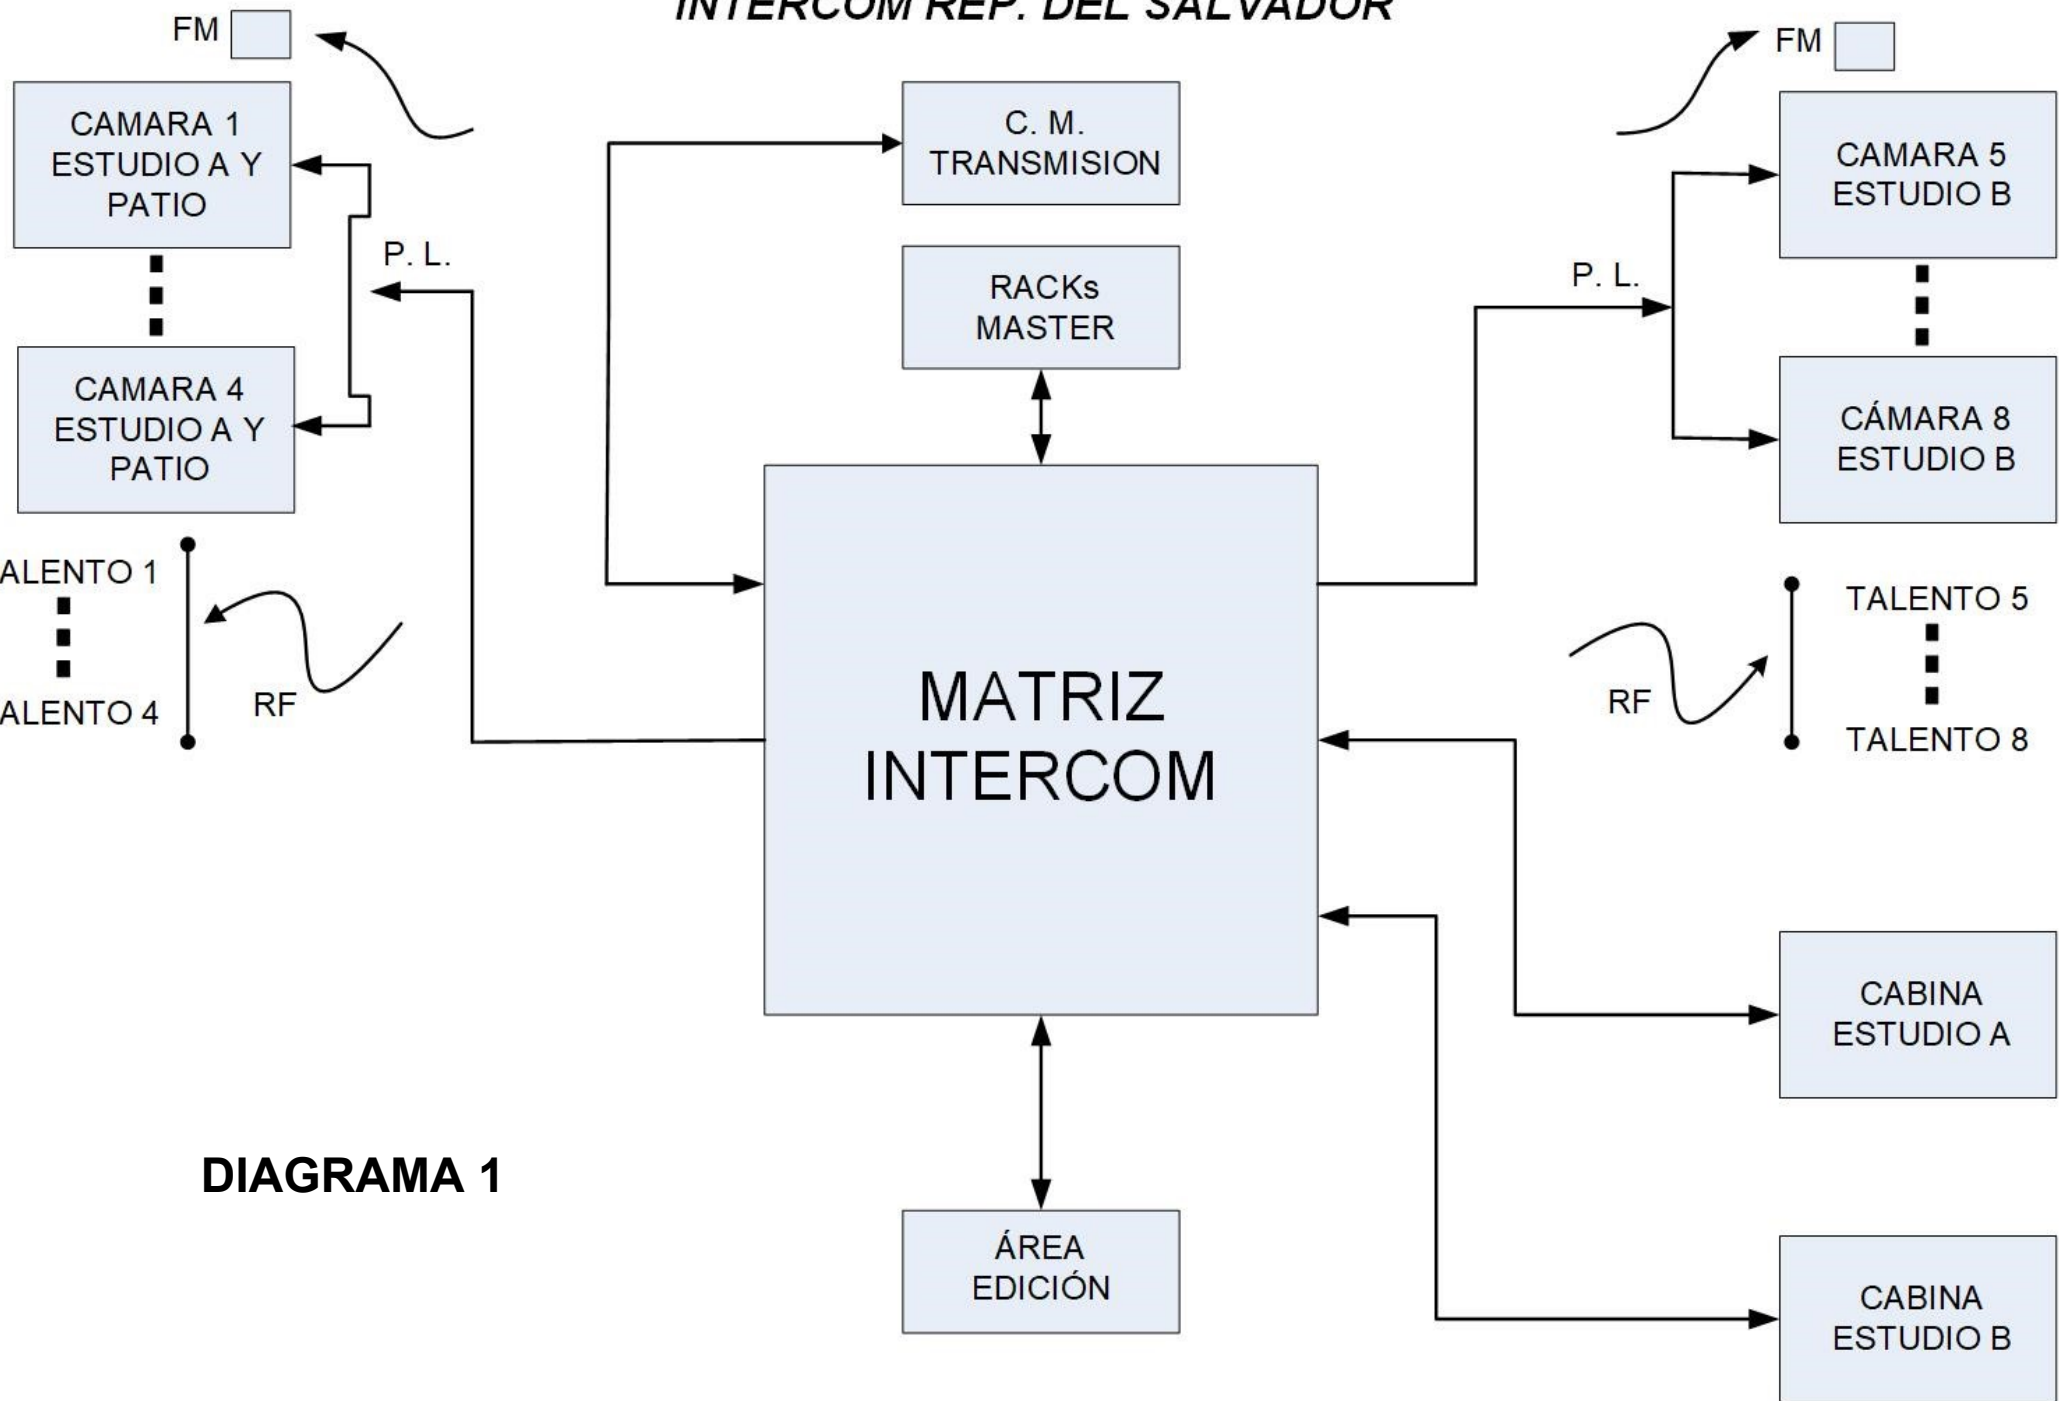 INTERCOM REP. DEL SALVADOR
FM
CAMARA 1
ESTUDIO A Y
PATIO
P. L.
CAMARA 4
ESTUDIO A Y
PATIO
ALENTO 1
ALENTO 4
RF
C. M.
TRANSMISION
RACKs
MASTER
MATRIZ
INTERCOM
ÁREA
EDICIÓN
FM
CAMARA 5
ESTUDIO B
P. L.
CÁMARA 8
ESTUDIO B
TALENTO 5
RF
TALENTO 8
CABINA
ESTUDIO A
CABINA
ESTUDIO B
DIAGRAMA 1